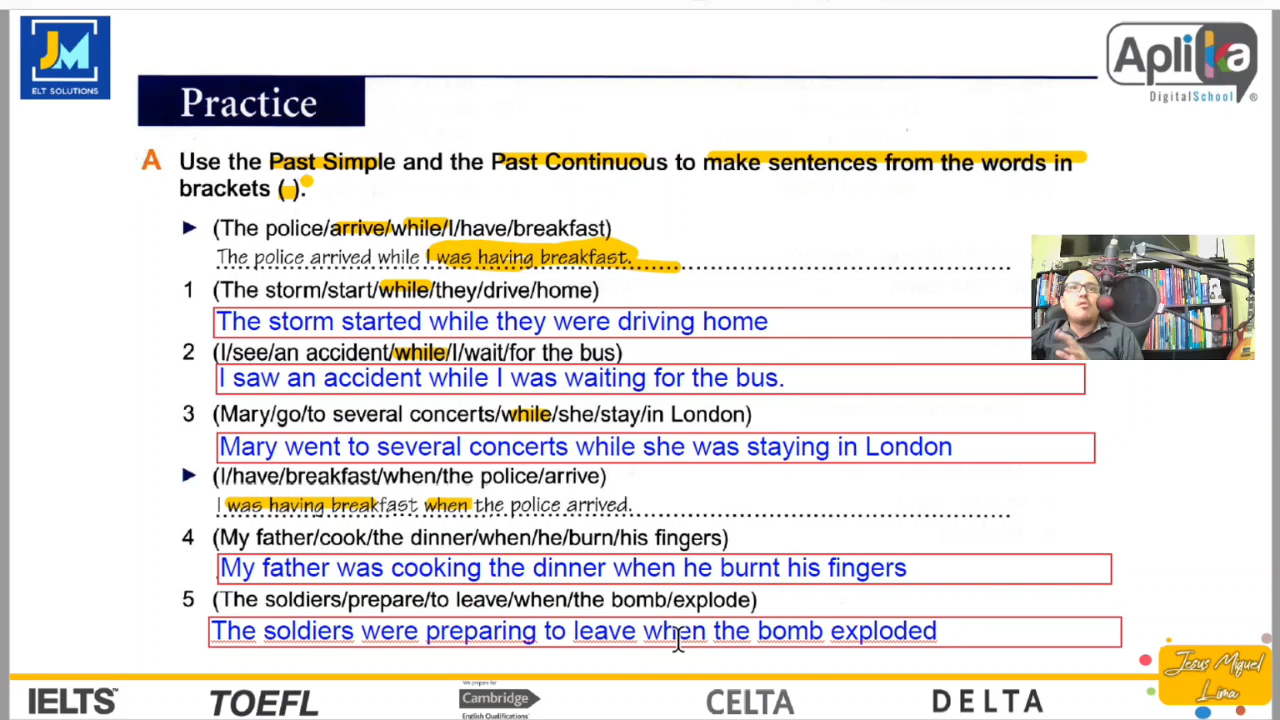 JM
ELT SOLUTIONS
Aplika
DigitalSchool ®
Practice
A Use the Past Simple and the Past Continuous to make sentences from the words in
brackets ( ).
► (The police/arrive/while/I/have/breakfast)
The police arrived while I was having breakfast.
1 (The storm/start/while/they/drive/home)
The storm started while they were driving home
2 (I/see/an accident/while/I/wait/for the bus)
I saw an accident while I was waiting for the bus.
3 (Mary/go/to several concerts/while/she/stay/in London)
Mary went to several concerts while she was staying in London
► (I/have/breakfast/when/the police/arrive)
I was having breakfast when the police arrived.
4 (My father/cook/the dinner/when/he/burn/his fingers)
My father was cooking the dinner when he burnt his fingers
5 (The soldiers/prepare/to leave/when/the bomb/explode)
The soldiers were preparing to leave when the bomb exploded
Jesus Miguel
Lima
IELTS™
TOEFL
We prepare for
Cambridge
English Qualifications™
CELTA
DELTA